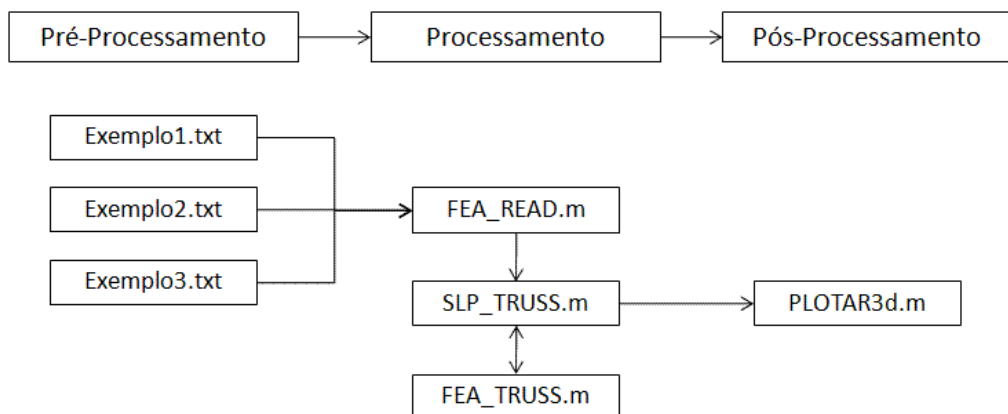 Pré-Processamento
Processamento
Pós-Processamento
Exemplo1.txt
Exemplo2.txt
FEA_READ.m
Exemplo3.txt
SLP_TRUSS.m
PLOTAR3d.m
FEA_TRUSS.m